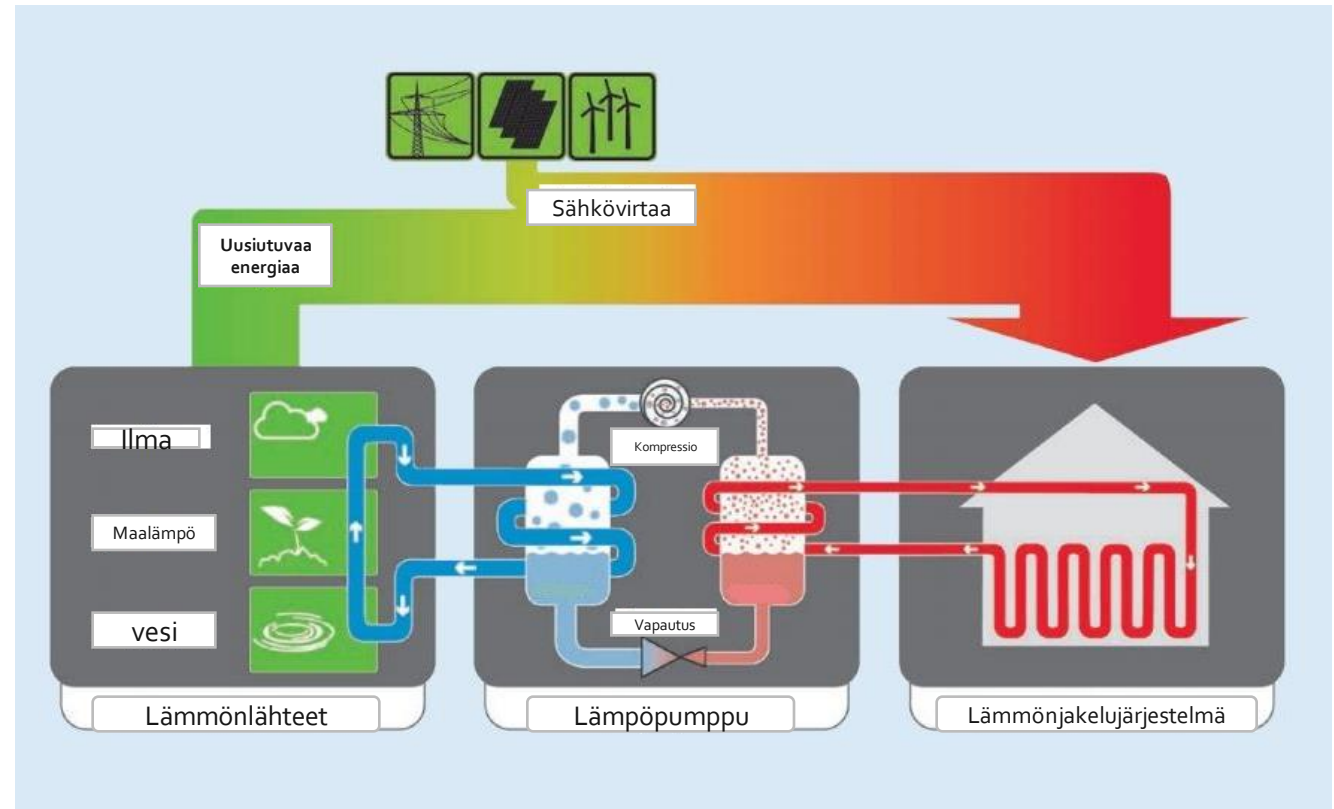 Sähkövirtaa
Uusiutuvaa
energiaa
Ilma
Maalämpö
vesi
Kompressio
Vapautus
Lämmönlähteet
Lämpöpumppu
Lämmönjakelujärjestelmä